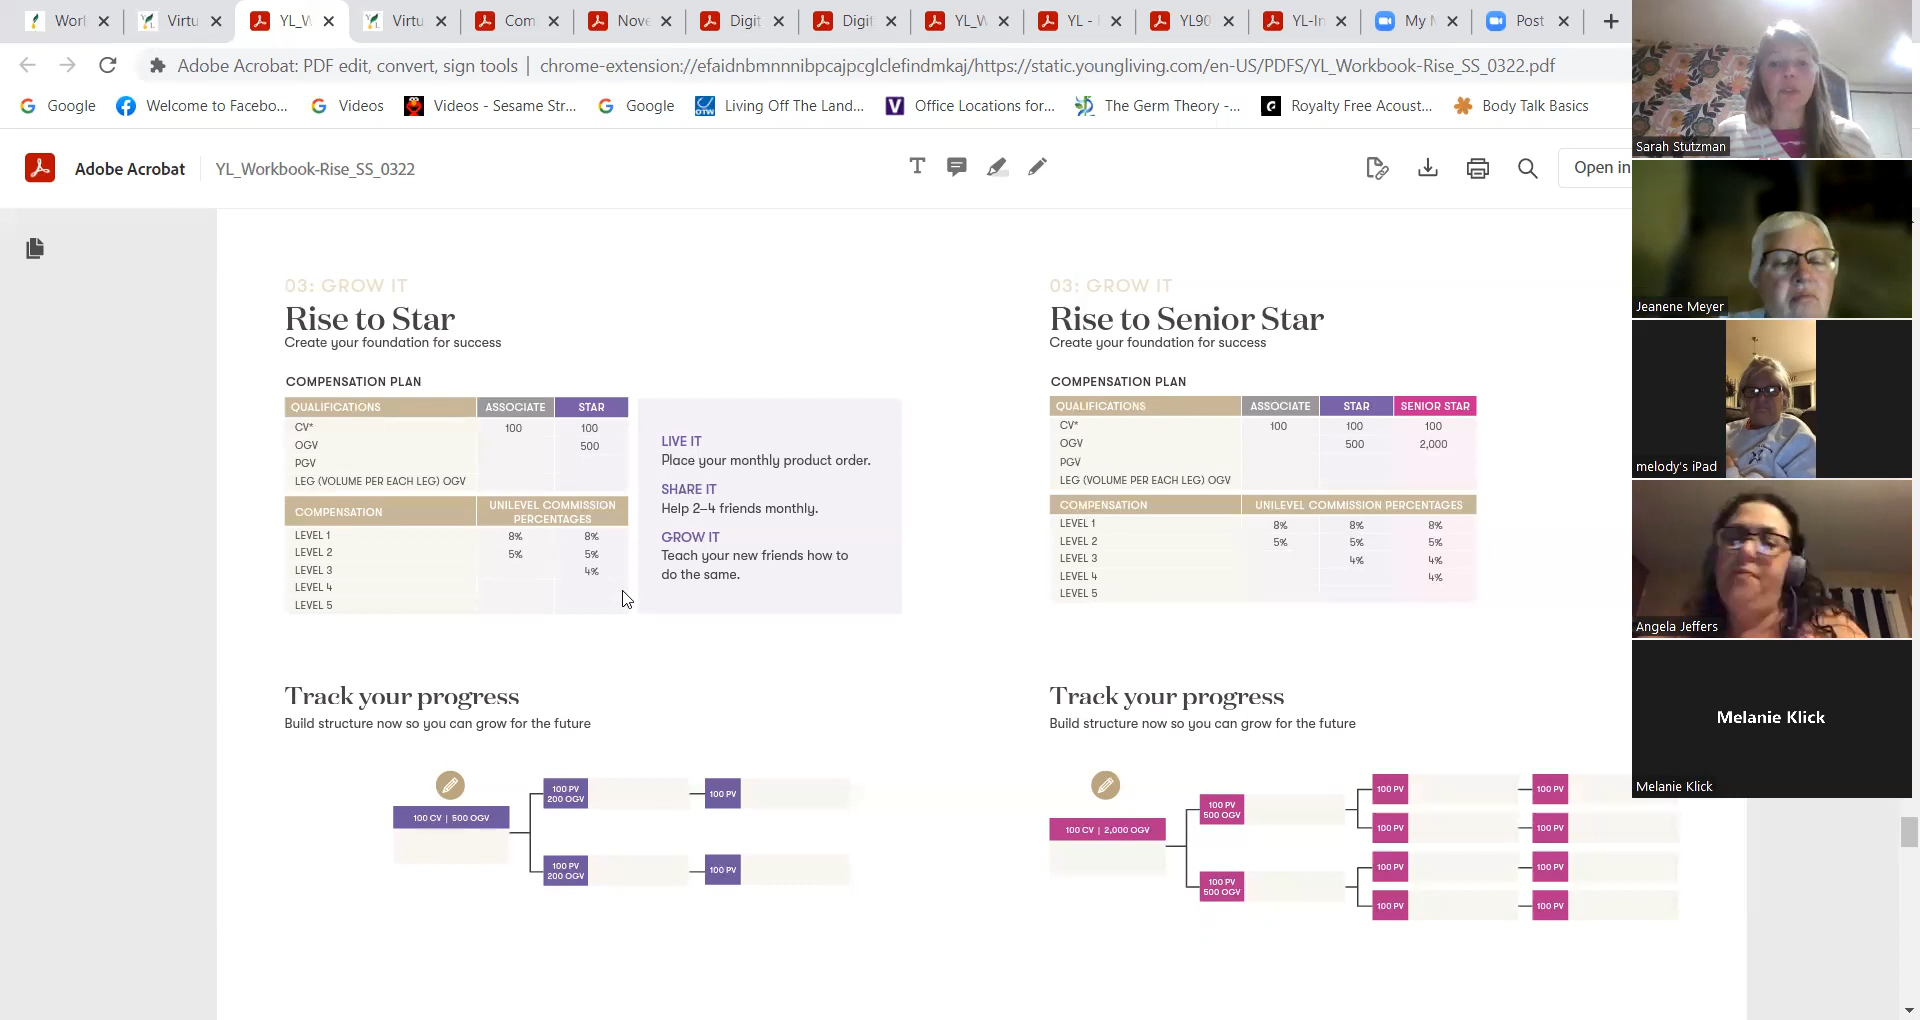 Worl
Virtu
YL_W
Virtu
Com
Nove
Digit
Digit
YL_W
YL -
YL90
YL-In
My M
Post
Adobe Acrobat: PDF edit, convert, sign tools | chrome-extension://efaidnbmnnnibpcajpcglclefindmkaj/https://static.youngliving.com/en-US/PDFS/YL_Workbook-Rise_SS_0322.pdf
Google
Welcome to Facebo...
Videos
Videos - Sesame Str...
Google
Living Off The Land...
Office Locations for...
The Germ Theory -...
Royalty Free Acoust...
Body Talk Basics
Adobe Acrobat
YL_Workbook-Rise_SS_0322
Open in
03: GROW IT
Rise to Star
Create your foundation for success
COMPENSATION PLAN
QUALIFICATIONS ASSOCIATE STAR
CV* 100 100
OGV 500
PGV
LEG (VOLUME PER EACH LEG) OGV
COMPENSATION UNILEVEL COMMISSION
PERCENTAGES
LEVEL 1 8% 8%
LEVEL 2 5% 5%
LEVEL 3 4%
LEVEL 4
LEVEL 5
LIVE IT
Place your monthly product order.
SHARE IT
Help 2–4 friends monthly.
GROW IT
Teach your new friends how to
do the same.
Track your progress
Build structure now so you can grow for the future
100 CV | 500 OGV
100 PV
200 OGV
100 PV
100 PV
200 OGV
100 PV
03: GROW IT
Rise to Senior Star
Create your foundation for success
COMPENSATION PLAN
QUALIFICATIONS ASSOCIATE STAR SENIOR STAR
CV* 100 100 100
OGV 500 2,000
PGV
LEG (VOLUME PER EACH LEG) OGV
COMPENSATION UNILEVEL COMMISSION PERCENTAGES
LEVEL 1 8% 8% 8%
LEVEL 2 5% 5% 5%
LEVEL 3 4% 4%
LEVEL 4 4%
LEVEL 5
Track your progress
Build structure now so you can grow for the future
100 CV | 2,000 OGV
100 PV
500 OGV
100 PV
100 PV
100 PV
100 PV
100 PV
500 OGV
100 PV
100 PV
100 PV
100 PV
Sarah Stutzman
Jeanene Meyer
melody's iPad
Angela Jeffers
Melanie Klick
Melanie Klick